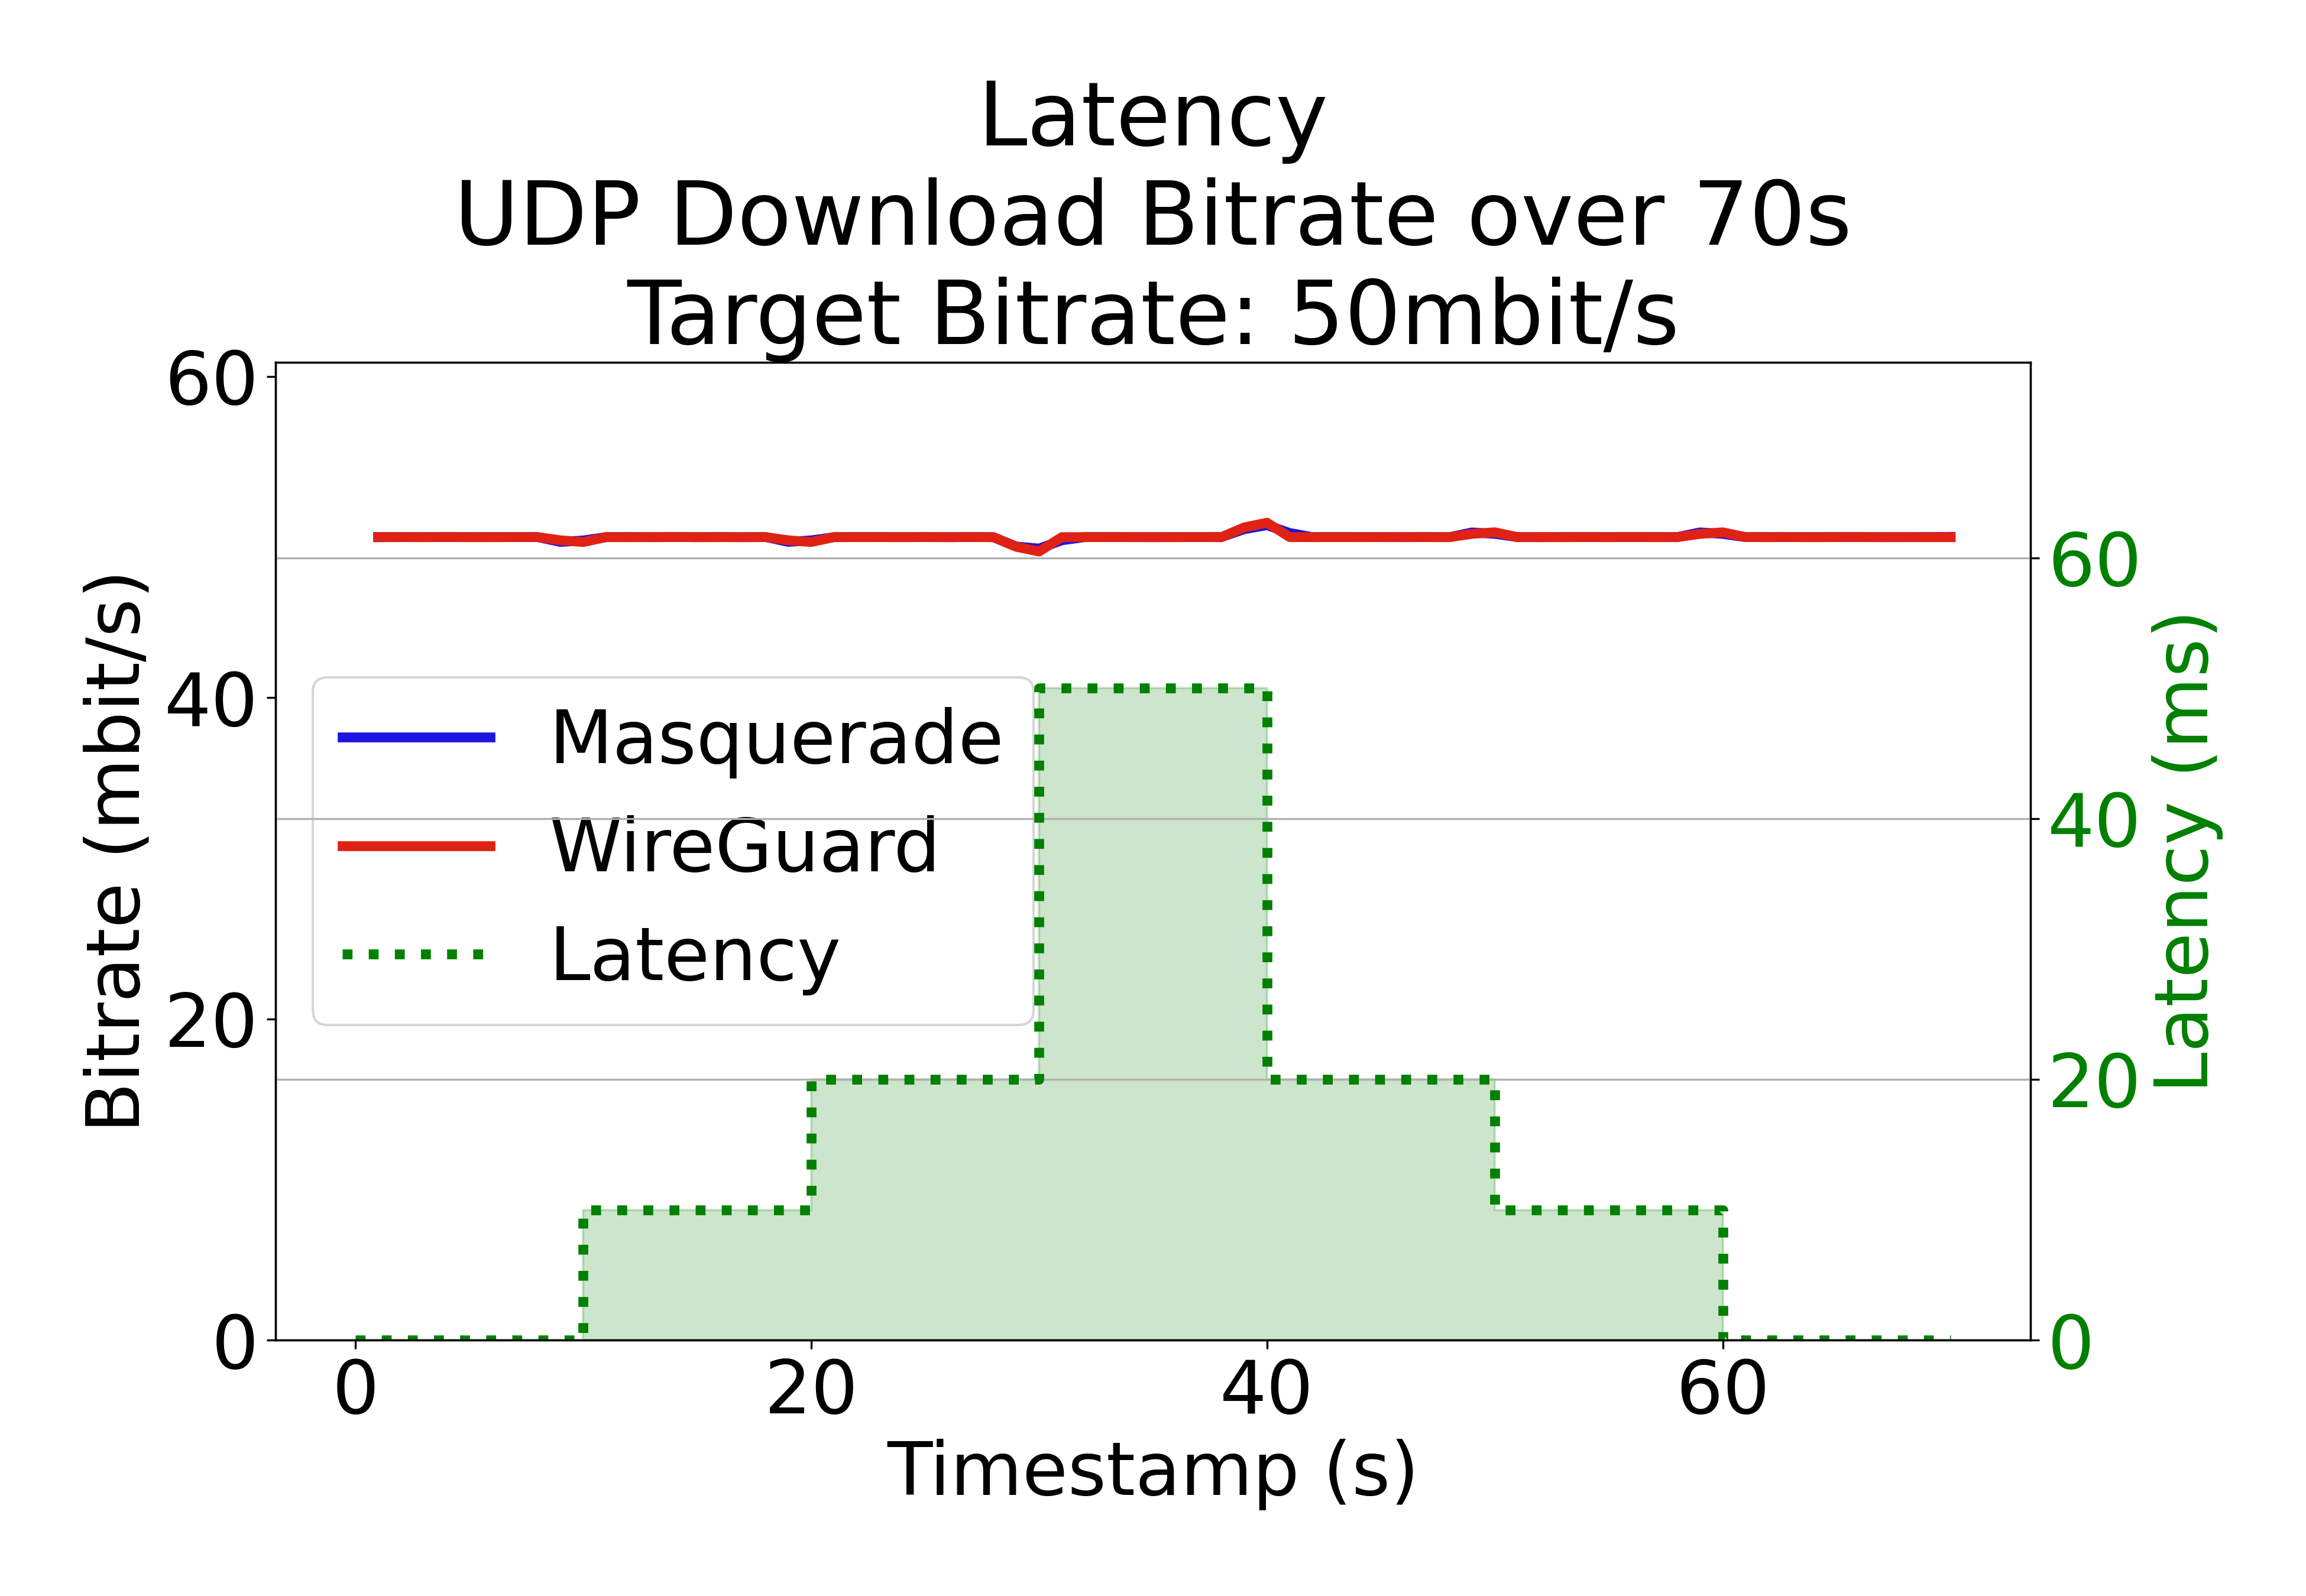 Latency
UDP Download Bitrate over 70s
Target Bitrate: 50mbit/s
60
40
20
0
Bitrate (mbit/s)
Masquerade
WireGuard
Latency
60
40
20
0
Latency (ms)
0 20 40 60
Timestamp (s)